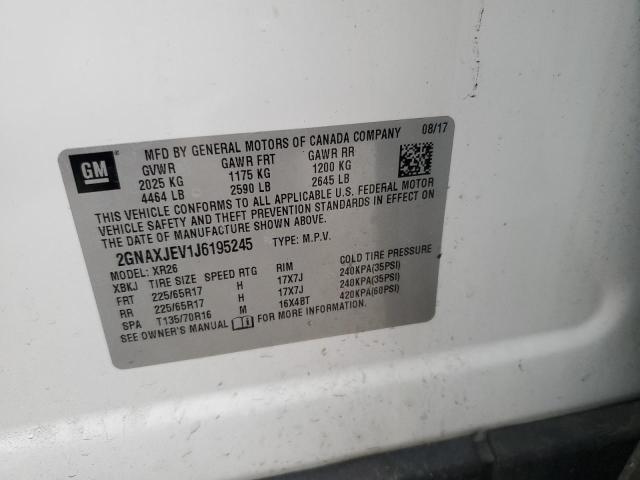 GM
MFD BY GENERAL MOTORS OF CANADA COMPANY 08/17
GVWR GAWR FRT GAWR RR
2025 KG 1175 KG 1200 KG
4464 LB 2590 LB 2645 LB
THIS VEHICLE CONFORMS TO ALL APPLICABLE U.S. FEDERAL MOTOR
VEHICLE SAFETY AND THEFT PREVENTION STANDARDS IN EFFECT
ON THE DATE OF MANUFACTURE SHOWN ABOVE.
2GNAXJEV1J6195245 TYPE: M.P.V.
MODEL: XR26
XBKJ TIRE SIZE SPEED RTG RIM COLD TIRE PRESSURE
FRT 225/65R17 H 17X7J 240KPA(35PSI)
RR 225/65R17 H 17X7J 240KPA(35PSI)
SPA T135/70R16 M 16X4BT 420KPA(60PSI)
SEE OWNER'S MANUAL FOR MORE INFORMATION.